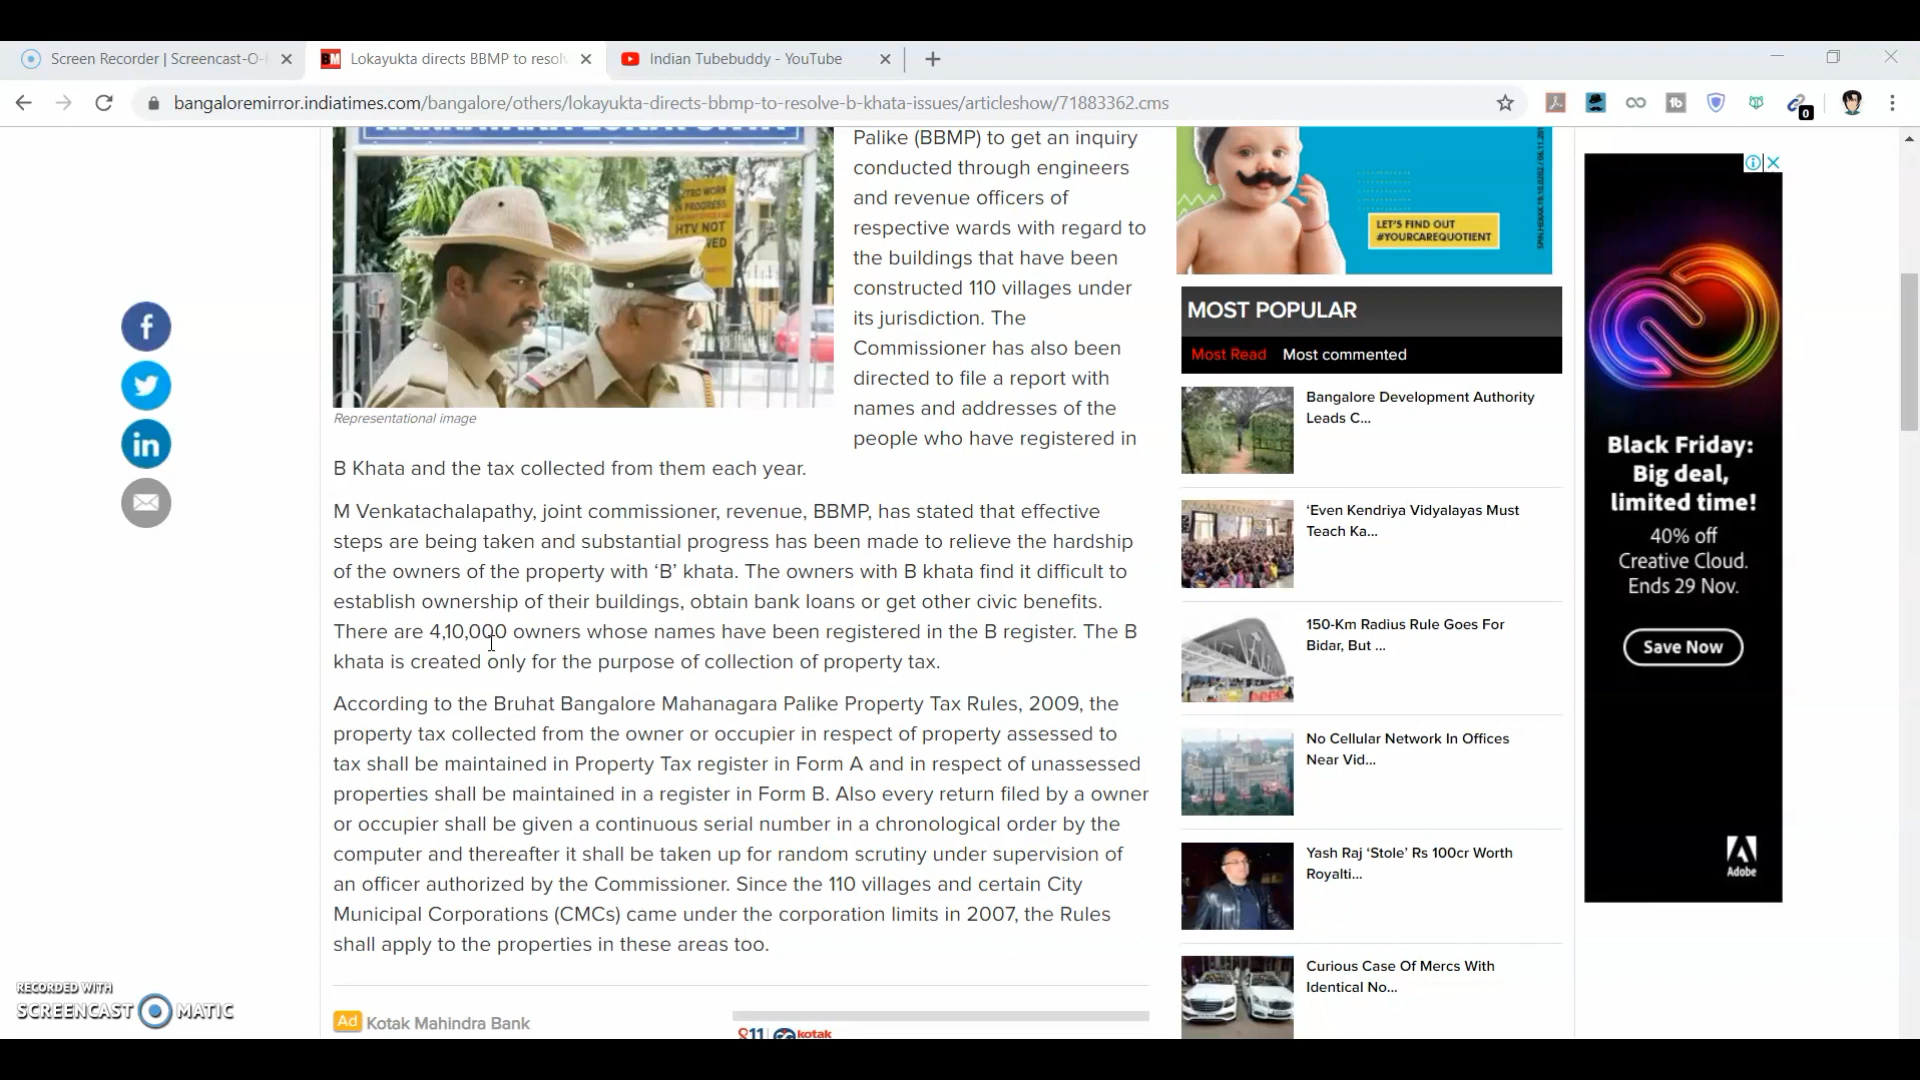 Screen Recorder | Screencast-O-
Lokayukta directs BBMP to resol
Indian Tubebuddy - YouTube
bangaloremirror.indiatimes.com/bangalore/others/lokayukta-directs-bbmp-to-resolve-b-khata-issues/articleshow/71883362.cms
0
HTV NOT
Representational image
Palike (BBMP) to get an inquiry
conducted through engineers
and revenue officers of
respective wards with regard to
the buildings that have been
constructed 110 villages under
its jurisdiction. The
Commissioner has also been
directed to file a report with
names and addresses of the
people who have registered in
B Khata and the tax collected from them each year.
M Venkatachalapathy, joint commissioner, revenue, BBMP, has stated that effective
steps are being taken and substantial progress has been made to relieve the hardship
of the owners of the property with ‘B’ khata. The owners with B khata find it difficult to
establish ownership of their buildings, obtain bank loans or get other civic benefits.
There are 4,10,000 owners whose names have been registered in the B register. The B
khata is created only for the purpose of collection of property tax.
According to the Bruhat Bangalore Mahanagara Palike Property Tax Rules, 2009, the
property tax collected from the owner or occupier in respect of property assessed to
tax shall be maintained in Property Tax register in Form A and in respect of unassessed
properties shall be maintained in a register in Form B. Also every return filed by a owner
or occupier shall be given a continuous serial number in a chronological order by the
computer and thereafter it shall be taken up for random scrutiny under supervision of
an officer authorized by the Commissioner. Since the 110 villages and certain City
Municipal Corporations (CMCs) came under the corporation limits in 2007, the Rules
shall apply to the properties in these areas too.
Ad Kotak Mahindra Bank
811 kotak
LET'S FIND OUT
#YOURCAREQUOTIENT
MOST POPULAR
Most Read Most commented
Bangalore Development Authority
Leads C...
‘Even Kendriya Vidyalayas Must
Teach Ka...
150-Km Radius Rule Goes For
Bidar, But ...
No Cellular Network In Offices
Near Vid...
Yash Raj ‘Stole’ Rs 100cr Worth
Royalti...
Curious Case Of Mercs With
Identical No...
Black Friday:
Big deal,
limited time!
40% off
Creative Cloud.
Ends 29 Nov.
Save Now
Adobe
RECORDED WITH
SCREENCAST MATIC